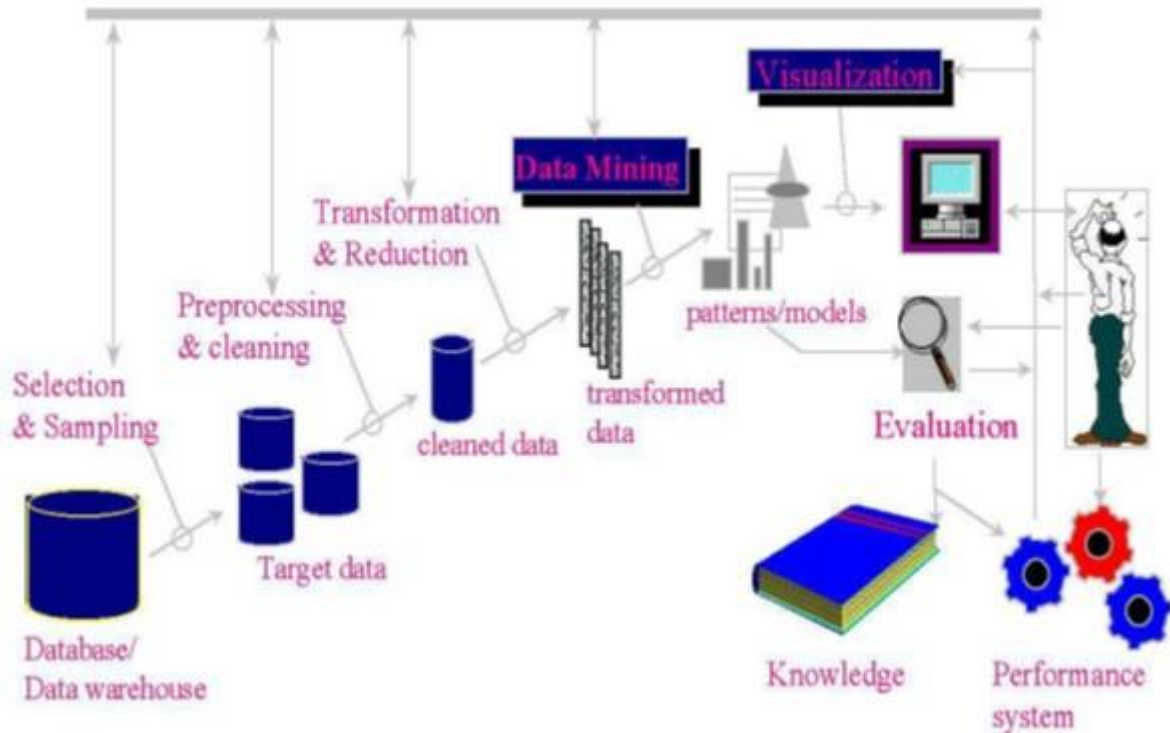 Visualization
Data Mining
Transformation
& Reduction
Preprocessing
& cleaning
patterns/models
Selection
& Sampling
transformed
data
cleaned data
Evaluation
Target data
Database/
Data warehouse
Knowledge
Performance
system